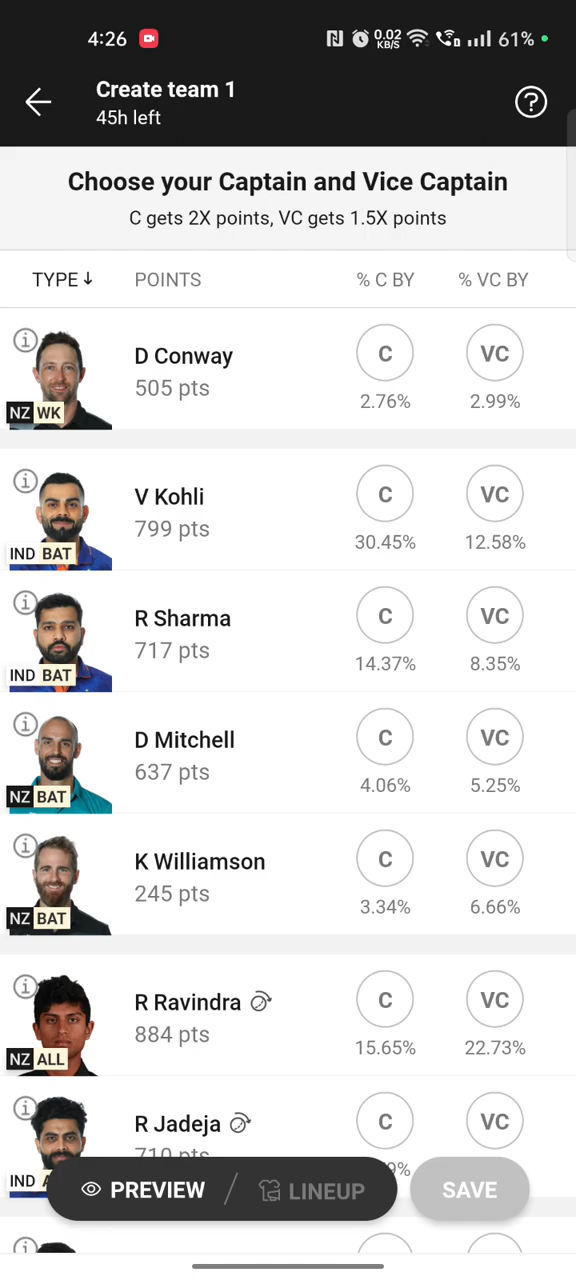 4:26 0.02 KB/S 61%
Create team 1
45h left
Choose your Captain and Vice Captain
C gets 2X points, VC gets 1.5X points
TYPE↓ POINTS % C BY % VC BY
D Conway C VC
505 pts 2.76% 2.99%
NZ WK
V Kohli C VC
799 pts 30.45% 12.58%
IND BAT
R Sharma C VC
717 pts 14.37% 8.35%
IND BAT
D Mitchell C VC
637 pts 4.06% 5.25%
NZ BAT
K Williamson C VC
245 pts 3.34% 6.66%
NZ BAT
R Ravindra C VC
884 pts 15.65% 22.73%
NZ ALL
R Jadeja C VC
710 pts
IND
PREVIEW / LINEUP SAVE